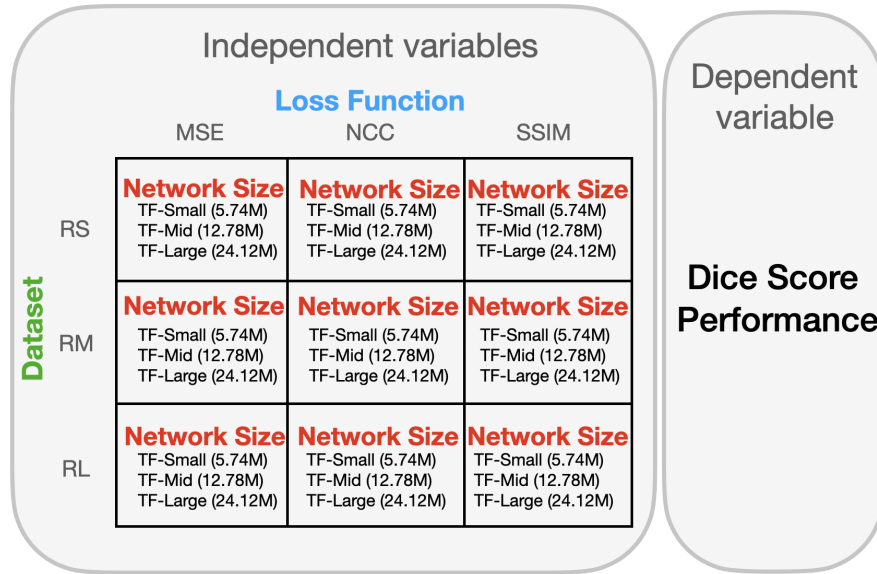 Independent variables
Loss Function
MSE NCC SSIM
Dataset
RS
Network Size
TF-Small (5.74M)
TF-Mid (12.78M)
TF-Large (24.12M)
Network Size
TF-Small (5.74M)
TF-Mid (12.78M)
TF-Large (24.12M)
Network Size
TF-Small (5.74M)
TF-Mid (12.78M)
TF-Large (24.12M)
RM
Network Size
TF-Small (5.74M)
TF-Mid (12.78M)
TF-Large (24.12M)
Network Size
TF-Small (5.74M)
TF-Mid (12.78M)
TF-Large (24.12M)
Network Size
TF-Small (5.74M)
TF-Mid (12.78M)
TF-Large (24.12M)
RL
Network Size
TF-Small (5.74M)
TF-Mid (12.78M)
TF-Large (24.12M)
Network Size
TF-Small (5.74M)
TF-Mid (12.78M)
TF-Large (24.12M)
Network Size
TF-Small (5.74M)
TF-Mid (12.78M)
TF-Large (24.12M)
Dependent
variable
Dice Score
Performance